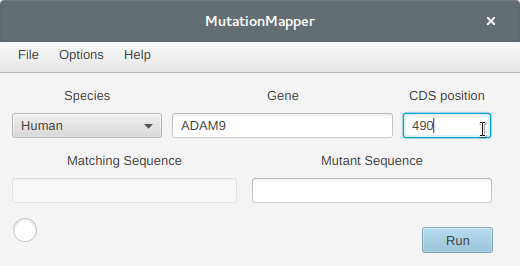 MutationMapper ×
File Options Help
Species Gene CDS position
Human ADAM9 490
Matching Sequence Mutant Sequence
Run